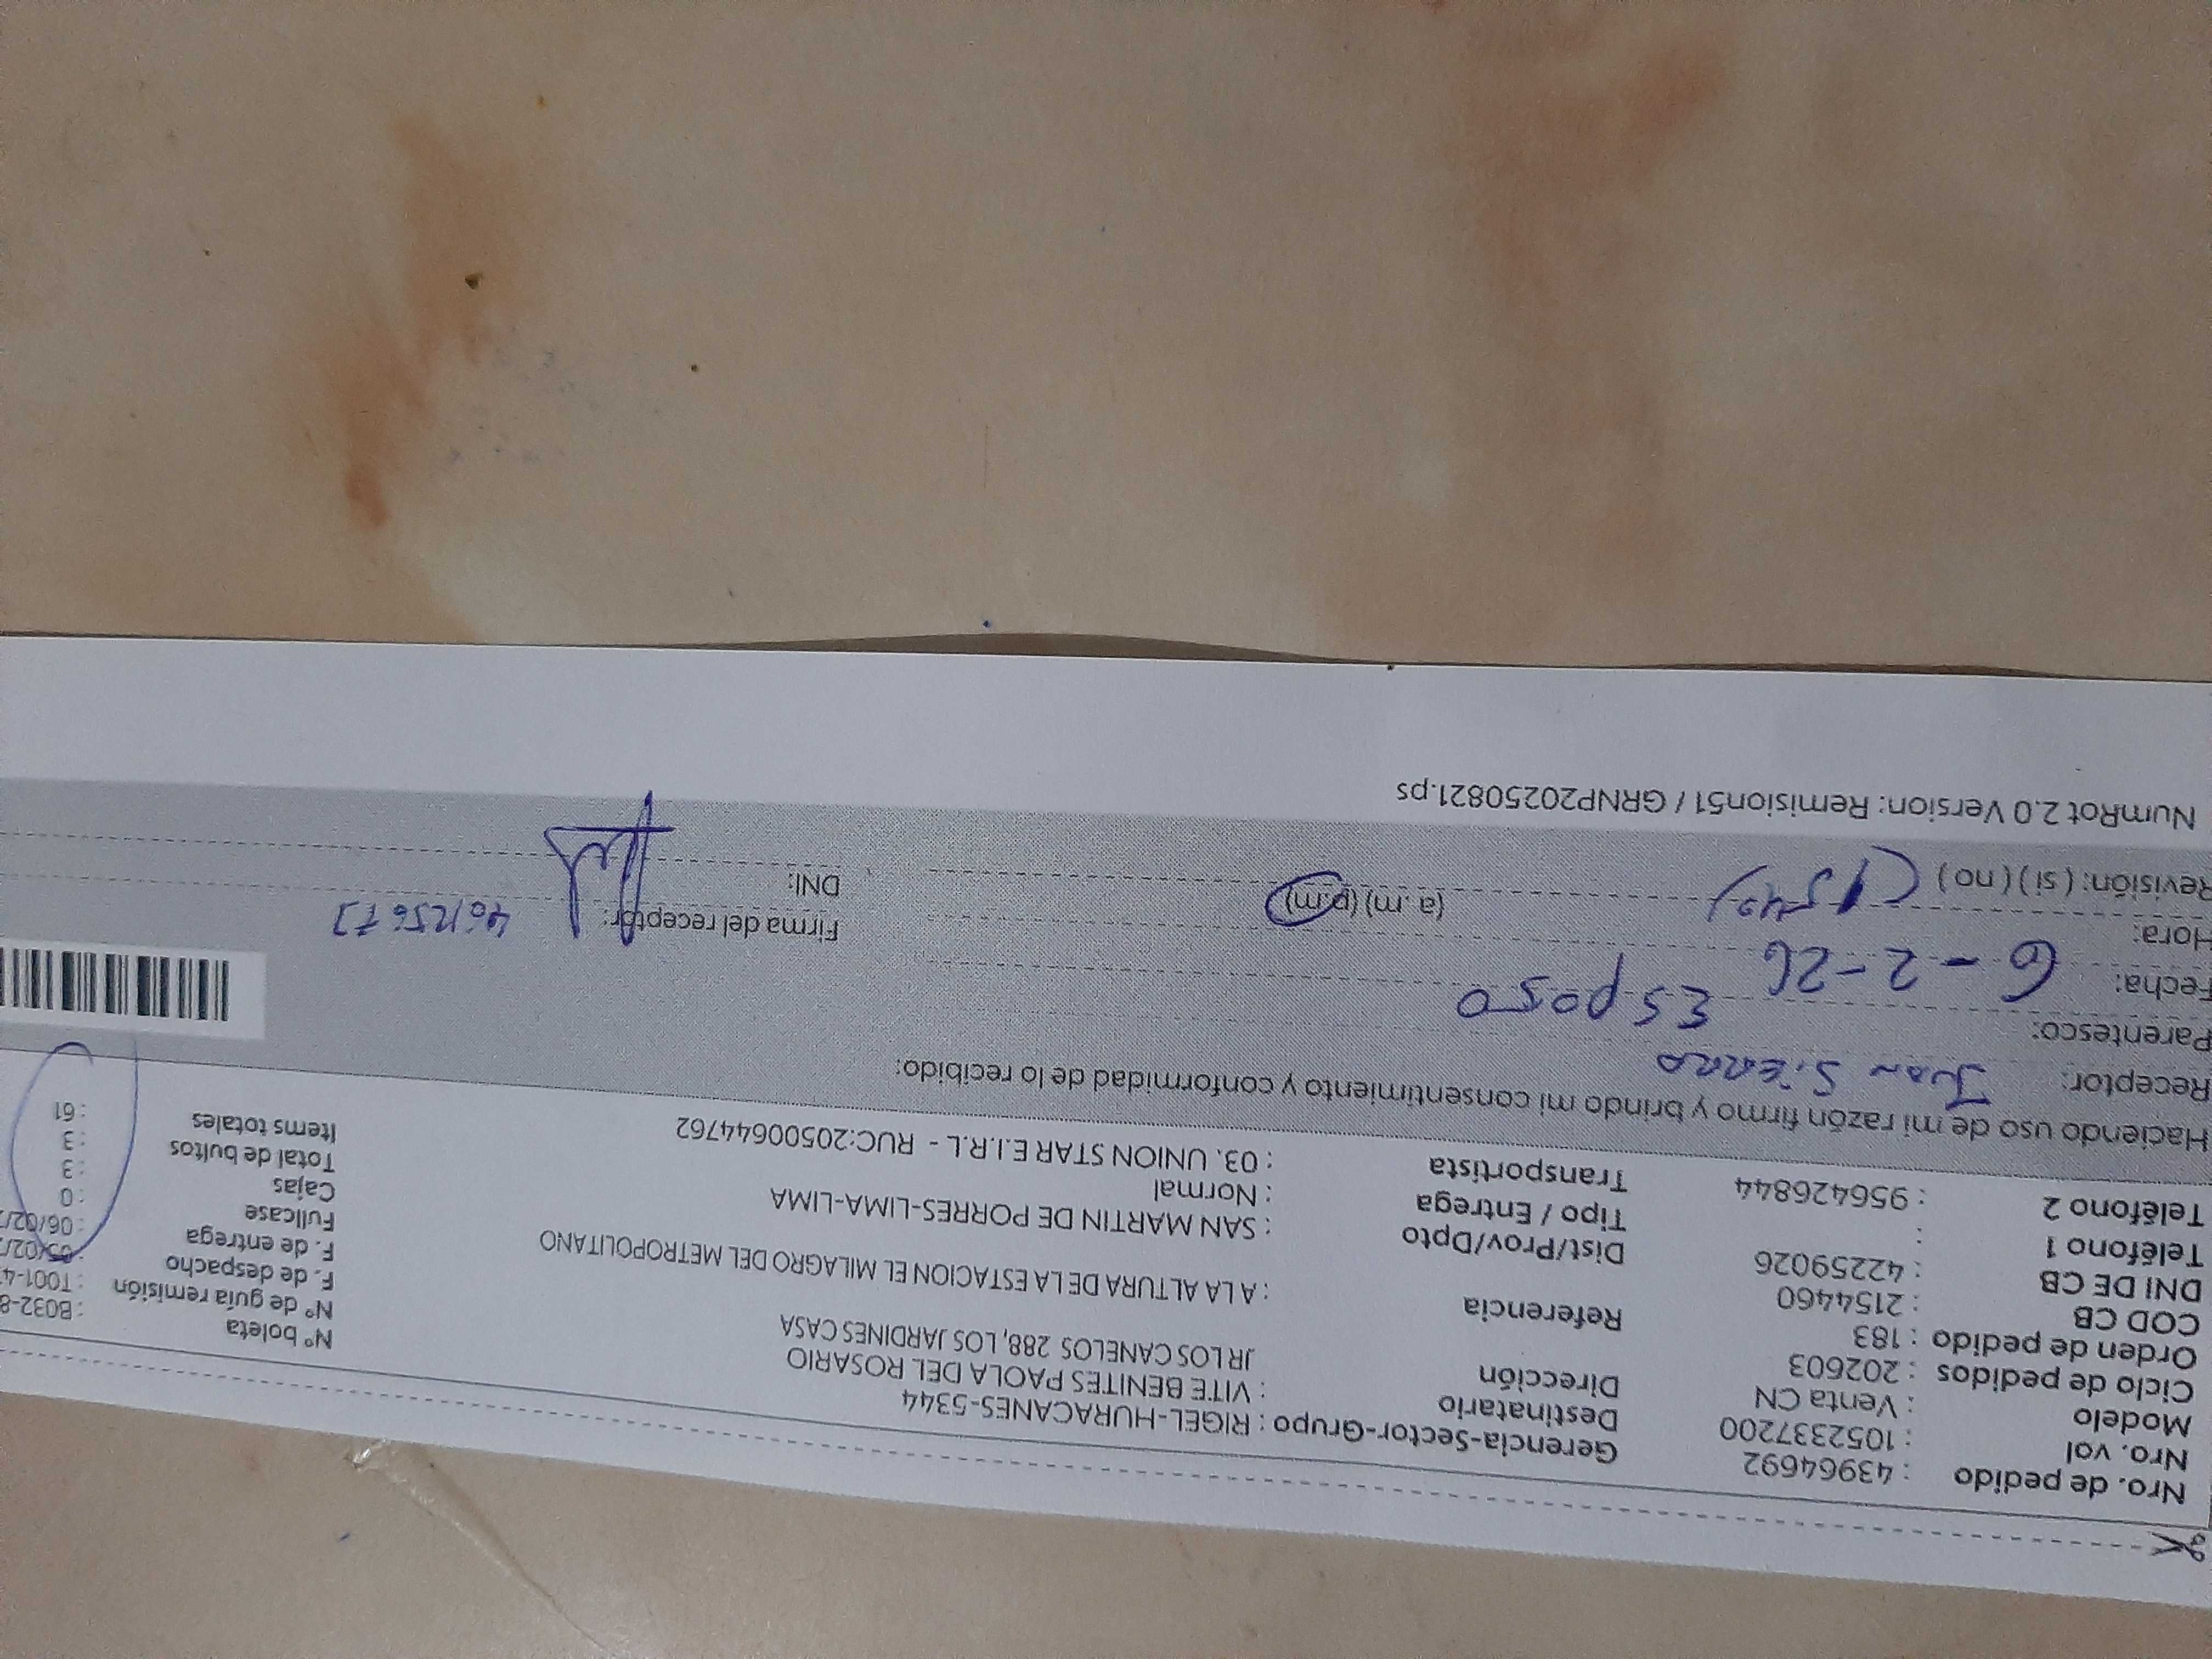 Nro. de pedido : 43964692
Nro. val : 1052337200
Modelo : Venta CN
Ciclo de pedidos : 202603
Orden de pedido : 183
COD CB : 2154460
DNI DE CB : 42259026
Teléfono 1 :
Teléfono 2 : 956426844
Gerencia-Sector-Grupo : RIGEL-HURACANES-5344
Destinatario : VITE BENITES PAOLA DEL ROSARIO
Dirección JR LOS CANELOS 288, LOS JARDINES CASA
Referencia : A LA ALTURA DE LA ESTACION EL MILAGRO DEL METROPOLITANO
Dist/Prov/Dpto : SAN MARTIN DE PORRES-LIMA-LIMA
Tipo / Entrega : Normal
Transportista : 03. UNION STAR E.I.R.L - RUC:20500644762
N° boleta : B032-8
N° de guía remisión : T001-4
F. de despacho : 05/02/
F. de entrega : 06/02/
Fullcase : 0
Cajas : 3
Total de bultos : 3
Items totales : 61
Haciendo uso de mi razón firmo y brindo mi consentimiento y conformidad de lo recibido:
Receptor: Juan Sierra
Parentesco: Esposo
Fecha: 6-2-26
Hora: (a.m) (p.m)
Revisión: (si) (no)
Firma del receptor:
DNI:
NumRot 2.0 Version: Remision51 / GRNP20250821.ps